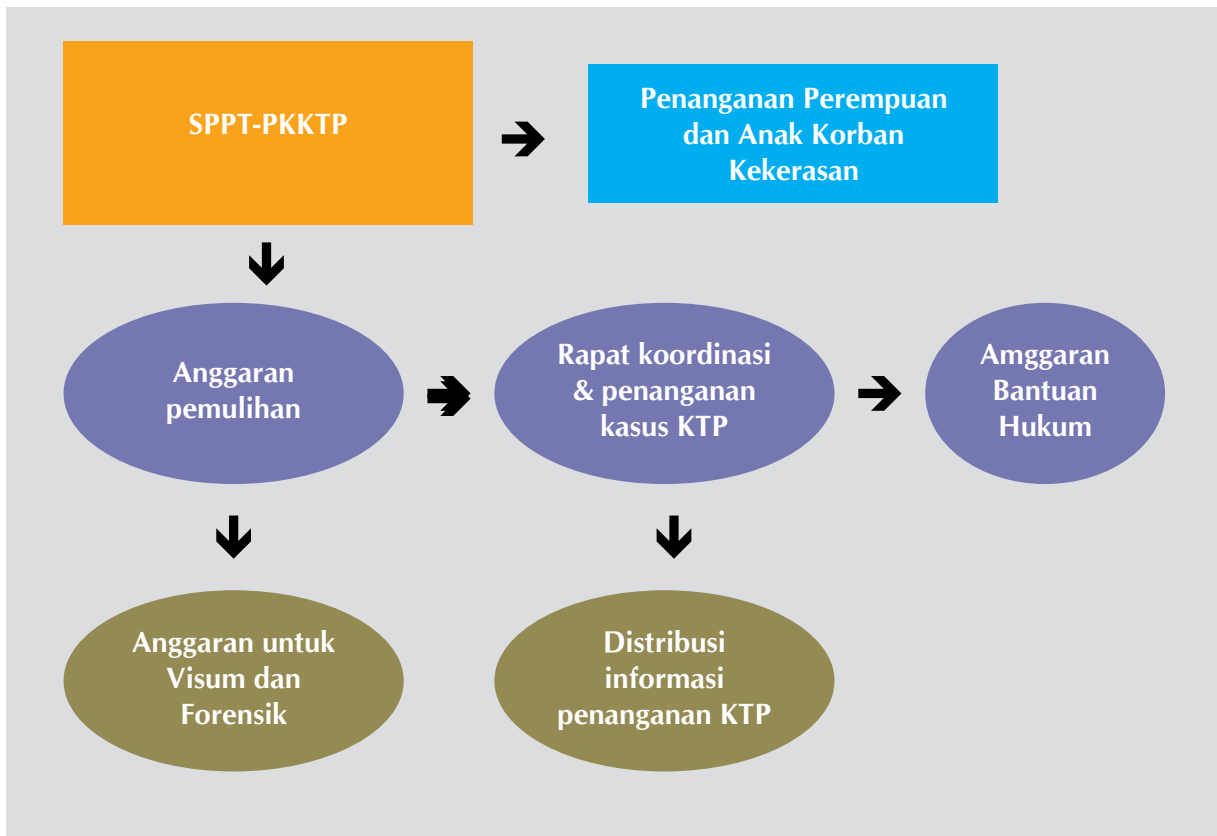 SPPT-PKKTP
Penanganan Perempuan
dan Anak Korban
Kekerasan
Anggaran
pemulihan
Rapat koordinasi
& penanganan
kasus KTP
Amggaran
Bantuan
Hukum
Anggaran untuk
Visum dan
Forensik
Distribusi
informasi
penanganan KTP